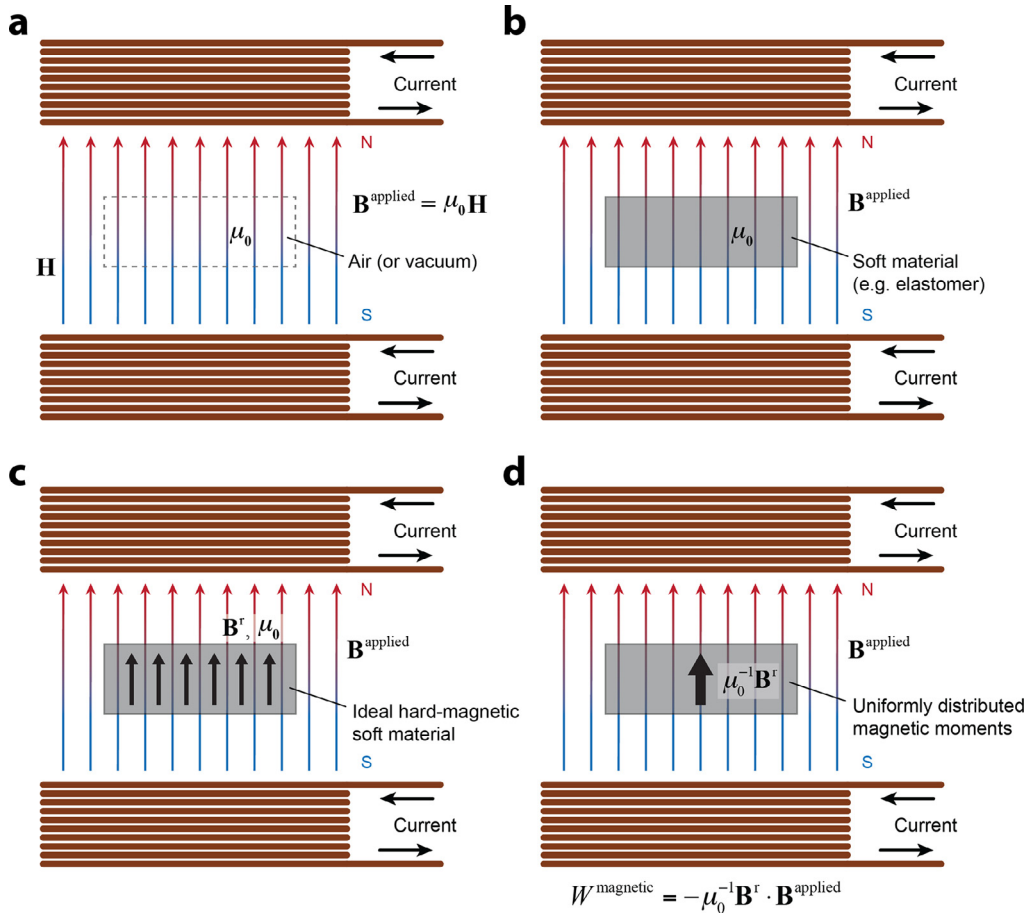 a
Current
N
B^applied = μ₀H
μ₀
H
Air (or vacuum)
S
Current
b
Current
N
B^applied
μ₀
Soft material
(e.g. elastomer)
S
Current
c
Current
N
B^r, μ₀
B^applied
Ideal hard-magnetic
soft material
S
Current
d
Current
N
B^applied
μ₀⁻¹B^r
Uniformly distributed
magnetic moments
S
Current
W^magnetic = −μ₀⁻¹B^r · B^applied